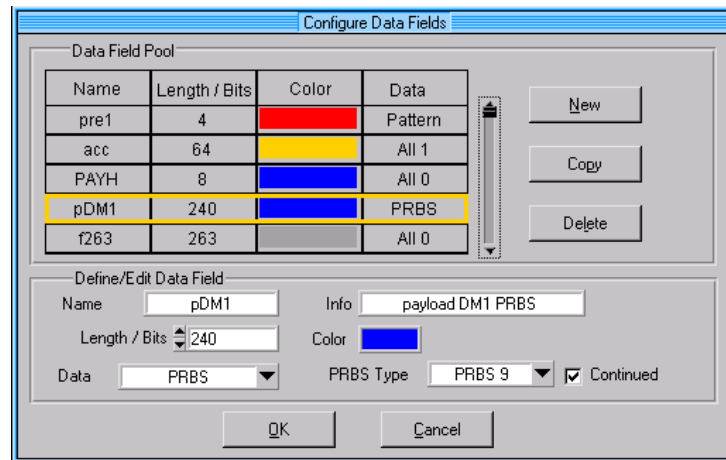 Configure Data Fields
Data Field Pool
Name Length / Bits Color Data
pre1 4 Pattern
acc 64 All 1
PAYH 8 All 0
pDM1 240 PRBS
f263 263 All 0
New
Copy
Delete
Define/Edit Data Field
Name pDM1 Info payload DM1 PRBS
Length / Bits 240 Color
Data PRBS PRBS Type PRBS 9 Continued
OK Cancel